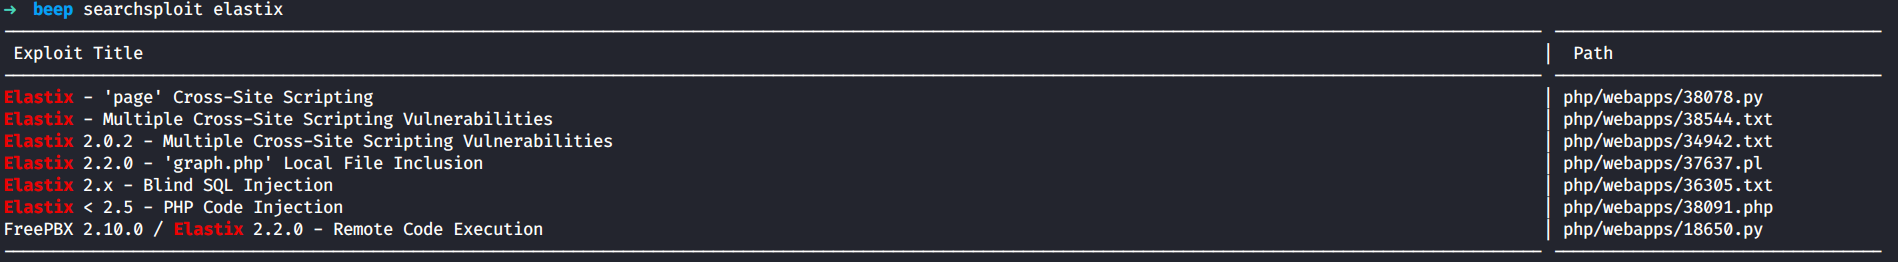 → beep searchsploit elastix
Exploit Title | Path
Elastix - 'page' Cross-Site Scripting | php/webapps/38078.py
Elastix - Multiple Cross-Site Scripting Vulnerabilities | php/webapps/38544.txt
Elastix 2.0.2 - Multiple Cross-Site Scripting Vulnerabilities | php/webapps/34942.txt
Elastix 2.2.0 - 'graph.php' Local File Inclusion | php/webapps/37637.pl
Elastix 2.x - Blind SQL Injection | php/webapps/36305.txt
Elastix < 2.5 - PHP Code Injection | php/webapps/38091.php
FreePBX 2.10.0 / Elastix 2.2.0 - Remote Code Execution | php/webapps/18650.py